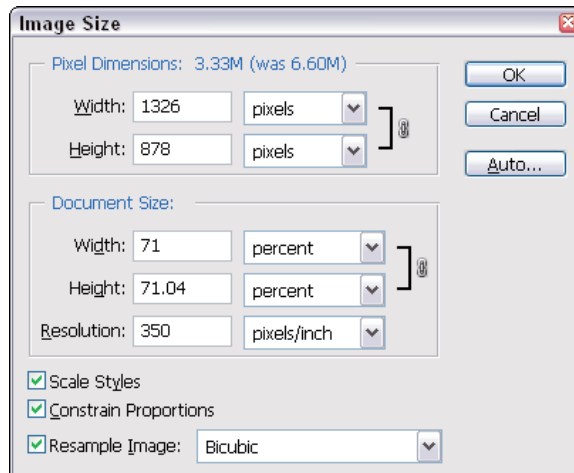 Image Size
Pixel Dimensions: 3.33M (was 6.60M)
Width: 1326 pixels
Height: 878 pixels
OK
Cancel
Auto...
Document Size:
Width: 71 percent
Height: 71.04 percent
Resolution: 350 pixels/inch
Scale Styles
Constrain Proportions
Resample Image: Bicubic